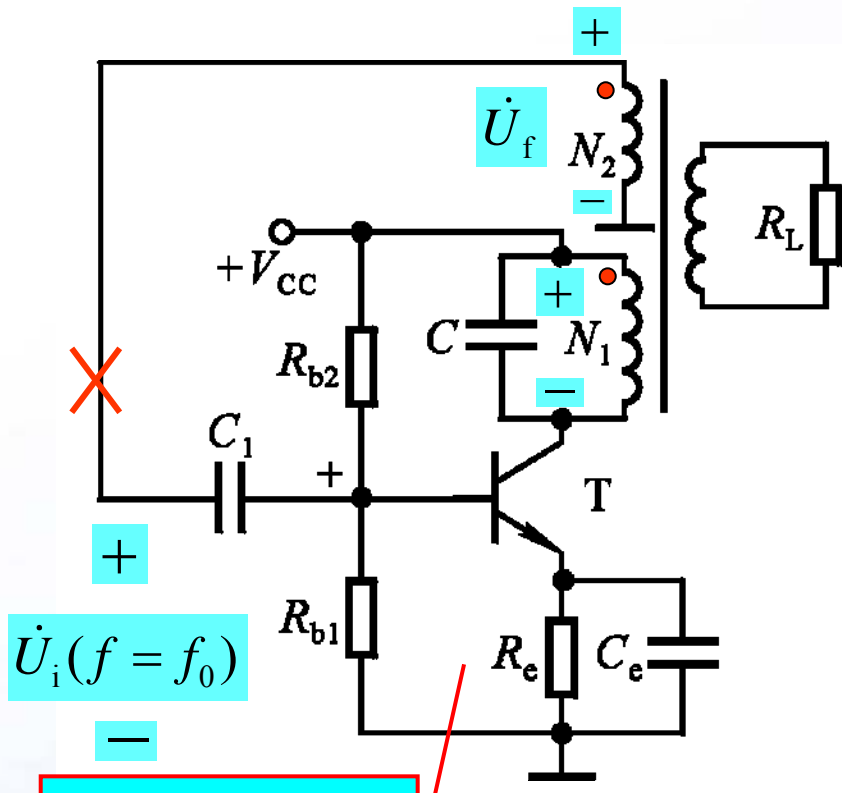 +
U̇f
N₂
−
RL
+VCC
+
C
N₁
−
Rb2
C₁
+
T
+
Rb1
Re
Ce
U̇i(f = f₀)
−